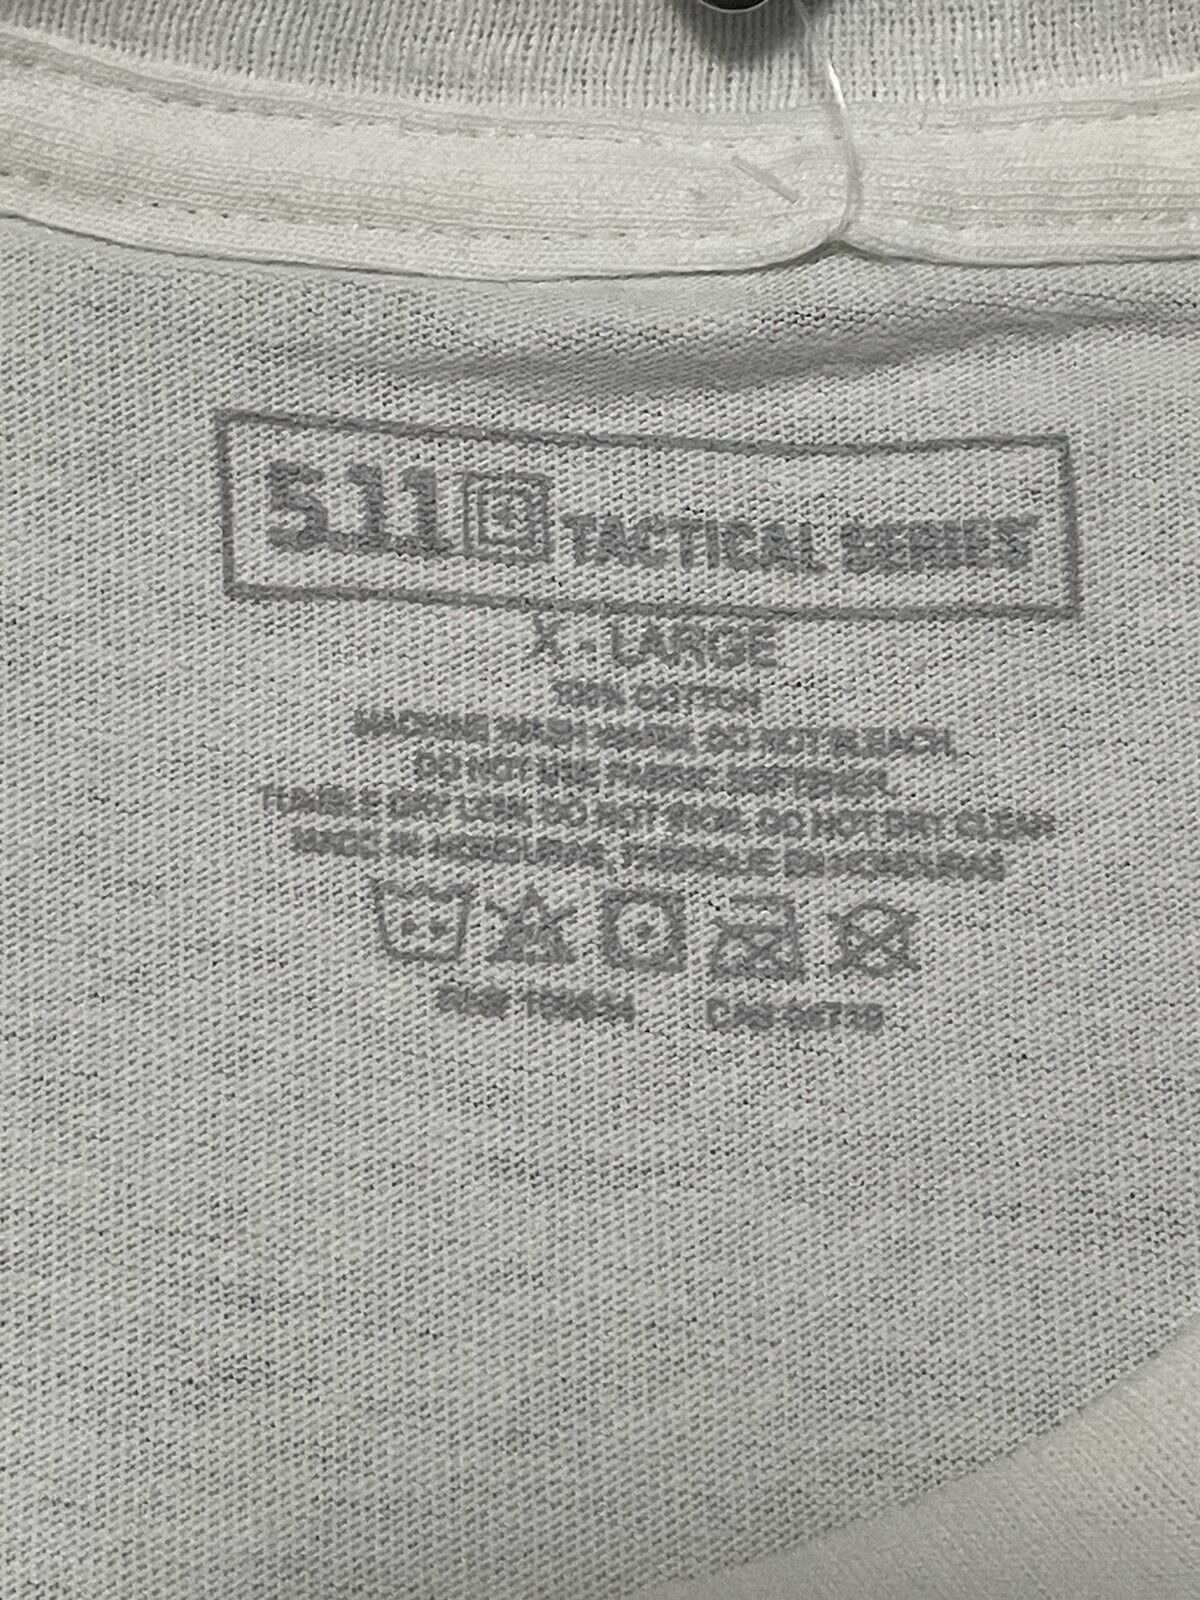 5.11 TACTICAL SERIES
X-LARGE
100% COTTON
MACHINE WASH WARM, DO NOT BLEACH,
DO NOT USE FABRIC SOFTENER,
TUMBLE DRY LOW, DO NOT IRON, DO NOT DRY CLEAN
MADE IN HONDURAS, FABRIQUE EN HONDURAS